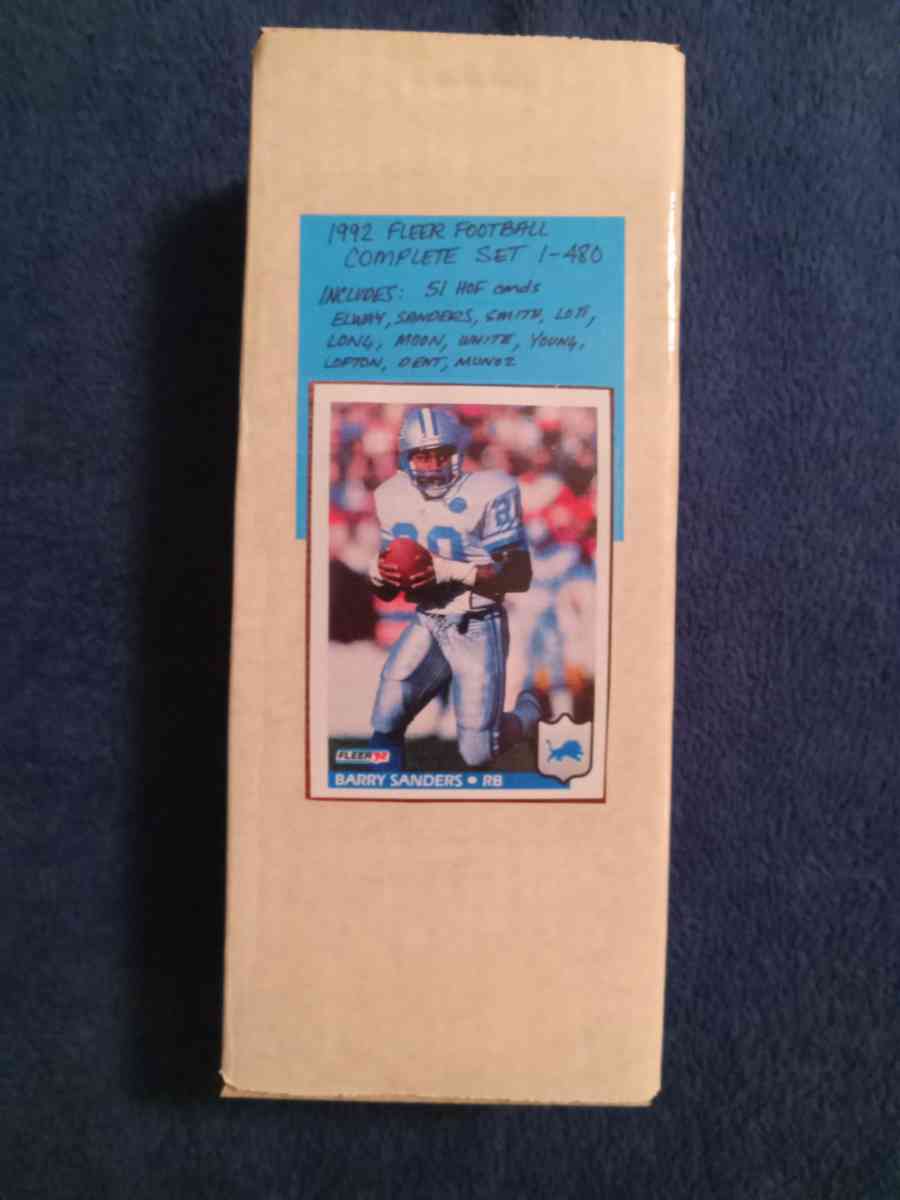 1992 FLEER FOOTBALL
COMPLETE SET 1-480
INCLUDES: 51 HOF cards
ELWAY, SANDERS, SMITH, LOTT,
LONG, MOON, WHITE, YOUNG,
LOFTON, DENT, MUNOZ
20
FLEER '92
BARRY SANDERS • RB